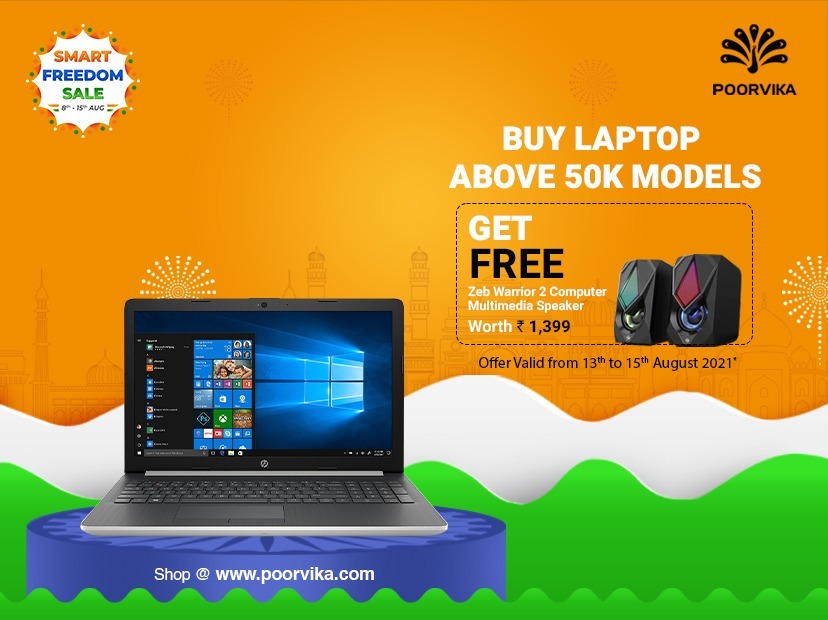 SMART
FREEDOM
SALE
8th - 15th AUG
POORVIKA
BUY LAPTOP
ABOVE 50K MODELS
GET
FREE
Zeb Warrior 2 Computer
Multimedia Speaker
Worth ₹ 1,399
Offer Valid from 13th to 15th August 2021*
hp
Shop @ www.poorvika.com